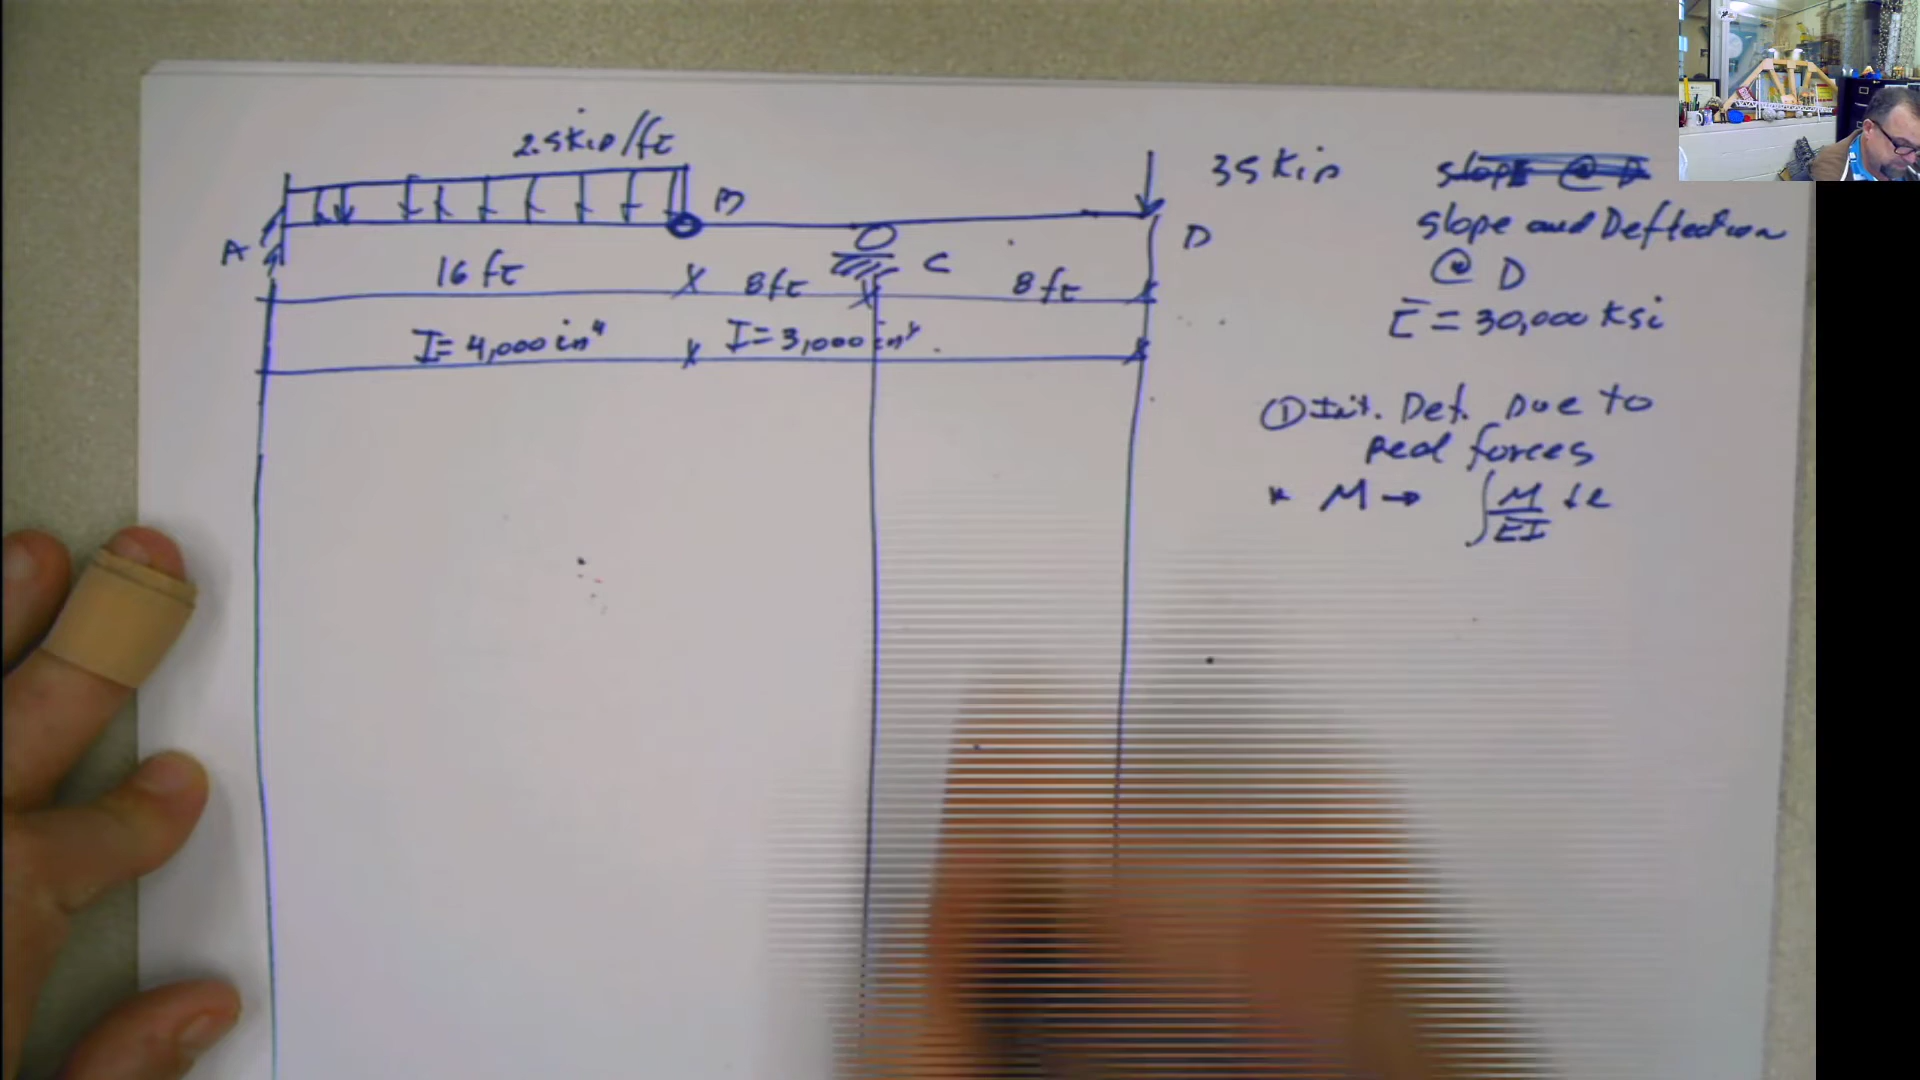 2.5 kip/ft
A
B
C
D
35 kip
16 ft
8 ft
8 ft
I = 4,000 in⁴
I = 3,000 in⁴
slope @ D
slope and Deflection
@ D
E = 30,000 ksi
① Int. Def. Due to
Real forces
* M → ∫ M/EI dl